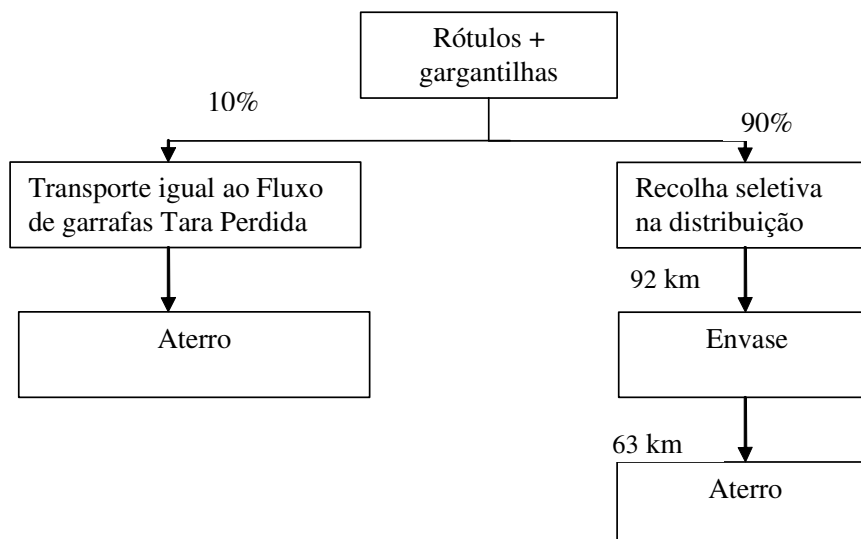 Rótulos +
gargantilhas
10%
90%
Transporte igual ao Fluxo
de garrafas Tara Perdida
Recolha seletiva
na distribuição
92 km
Aterro
Envase
63 km
Aterro